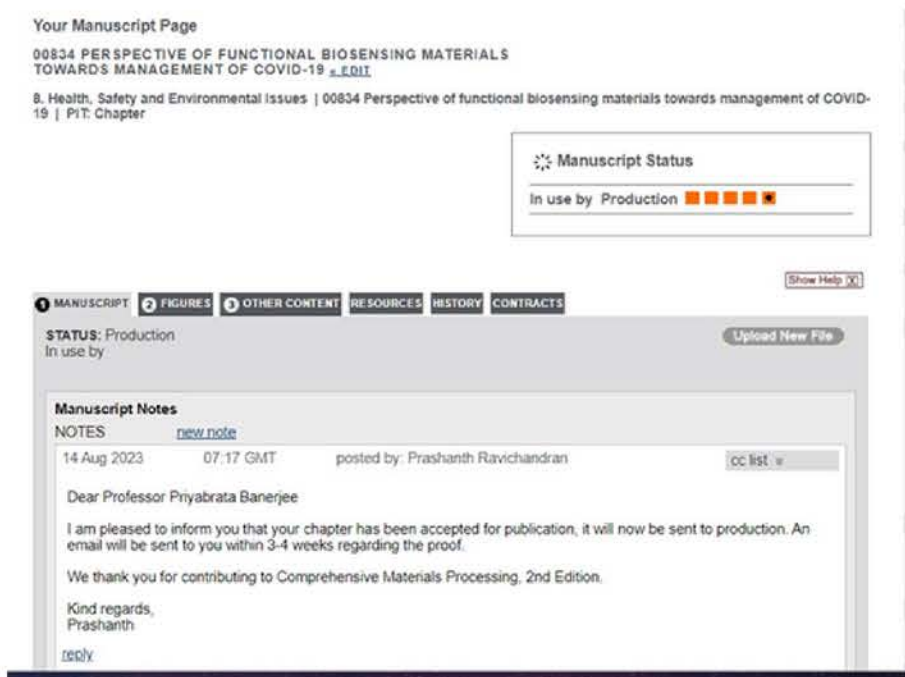 Your Manuscript Page
00834 PERSPECTIVE OF FUNCTIONAL BIOSENSING MATERIALS
TOWARDS MANAGEMENT OF COVID-19 « EDIT
8. Health, Safety and Environmental Issues | 00834 Perspective of functional biosensing materials towards management of COVID-
19 | PIT: Chapter
Manuscript Status
In use by Production
Show Help [X]
1 MANUSCRIPT 2 FIGURES 3 OTHER CONTENT RESOURCES HISTORY CONTRACTS
STATUS: Production
In use by
Upload New File
Manuscript Notes
NOTES new note
14 Aug 2023 07:17 GMT posted by: Prashanth Ravichandran cc list
Dear Professor Priyabrata Banerjee
I am pleased to inform you that your chapter has been accepted for publication, it will now be sent to production. An
email will be sent to you within 3-4 weeks regarding the proof.
We thank you for contributing to Comprehensive Materials Processing, 2nd Edition.
Kind regards,
Prashanth
reply